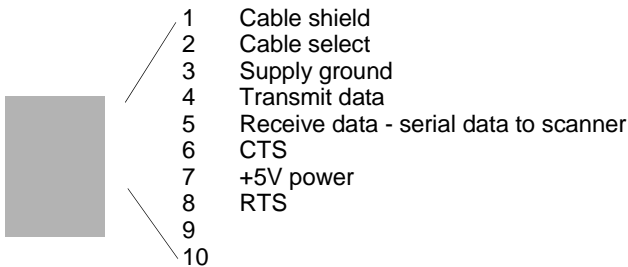 1 Cable shield
2 Cable select
3 Supply ground
4 Transmit data
5 Receive data - serial data to scanner
6 CTS
7 +5V power
8 RTS
9
10